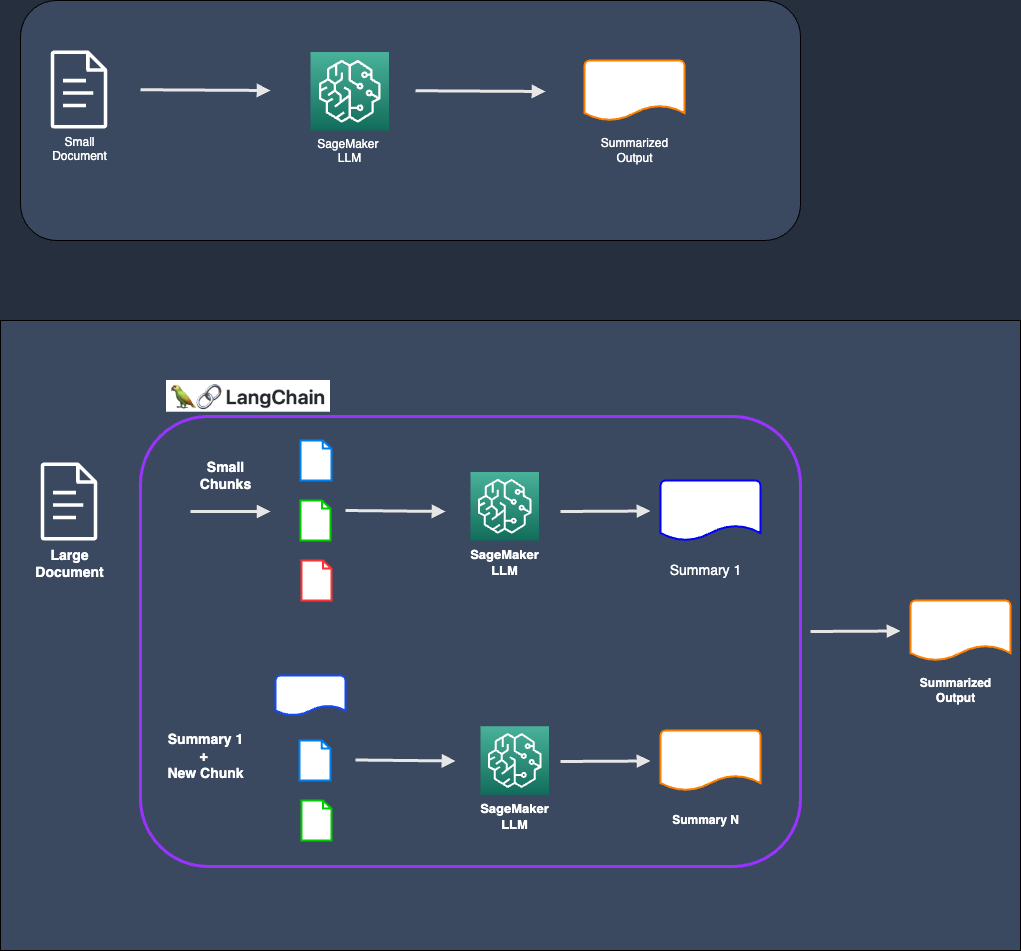 Small
Document
SageMaker
LLM
Summarized
Output
LangChain
Small
Chunks
Large
Document
SageMaker
LLM
Summary 1
Summarized
Output
Summary 1
+
New Chunk
SageMaker
LLM
Summary N